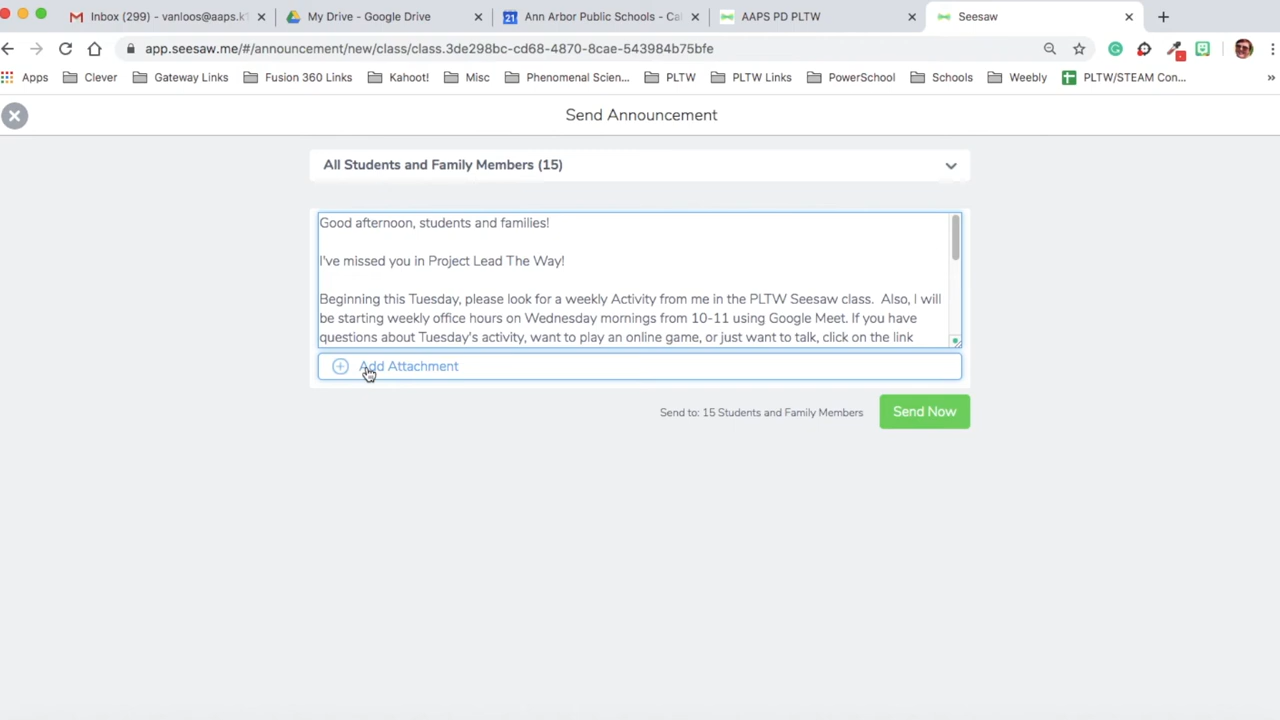 Inbox (299) - vanloos@aaps.k1
My Drive - Google Drive
21 Ann Arbor Public Schools - Cal
AAPS PD PLTW
Seesaw
app.seesaw.me/#/announcement/new/class/class.3de298bc-cd68-4870-8cae-543984b75bfe
Apps Clever Gateway Links Fusion 360 Links Kahoot! Misc Phenomenal Scien... PLTW PLTW Links PowerSchool Schools Weebly PLTW/STEAM Con... »
Send Announcement
All Students and Family Members (15)
Good afternoon, students and families!
I've missed you in Project Lead The Way!
Beginning this Tuesday, please look for a weekly Activity from me in the PLTW Seesaw class. Also, I will
be starting weekly office hours on Wednesday mornings from 10-11 using Google Meet. If you have
questions about Tuesday's activity, want to play an online game, or just want to talk, click on the link
Add Attachment
Send to: 15 Students and Family Members
Send Now